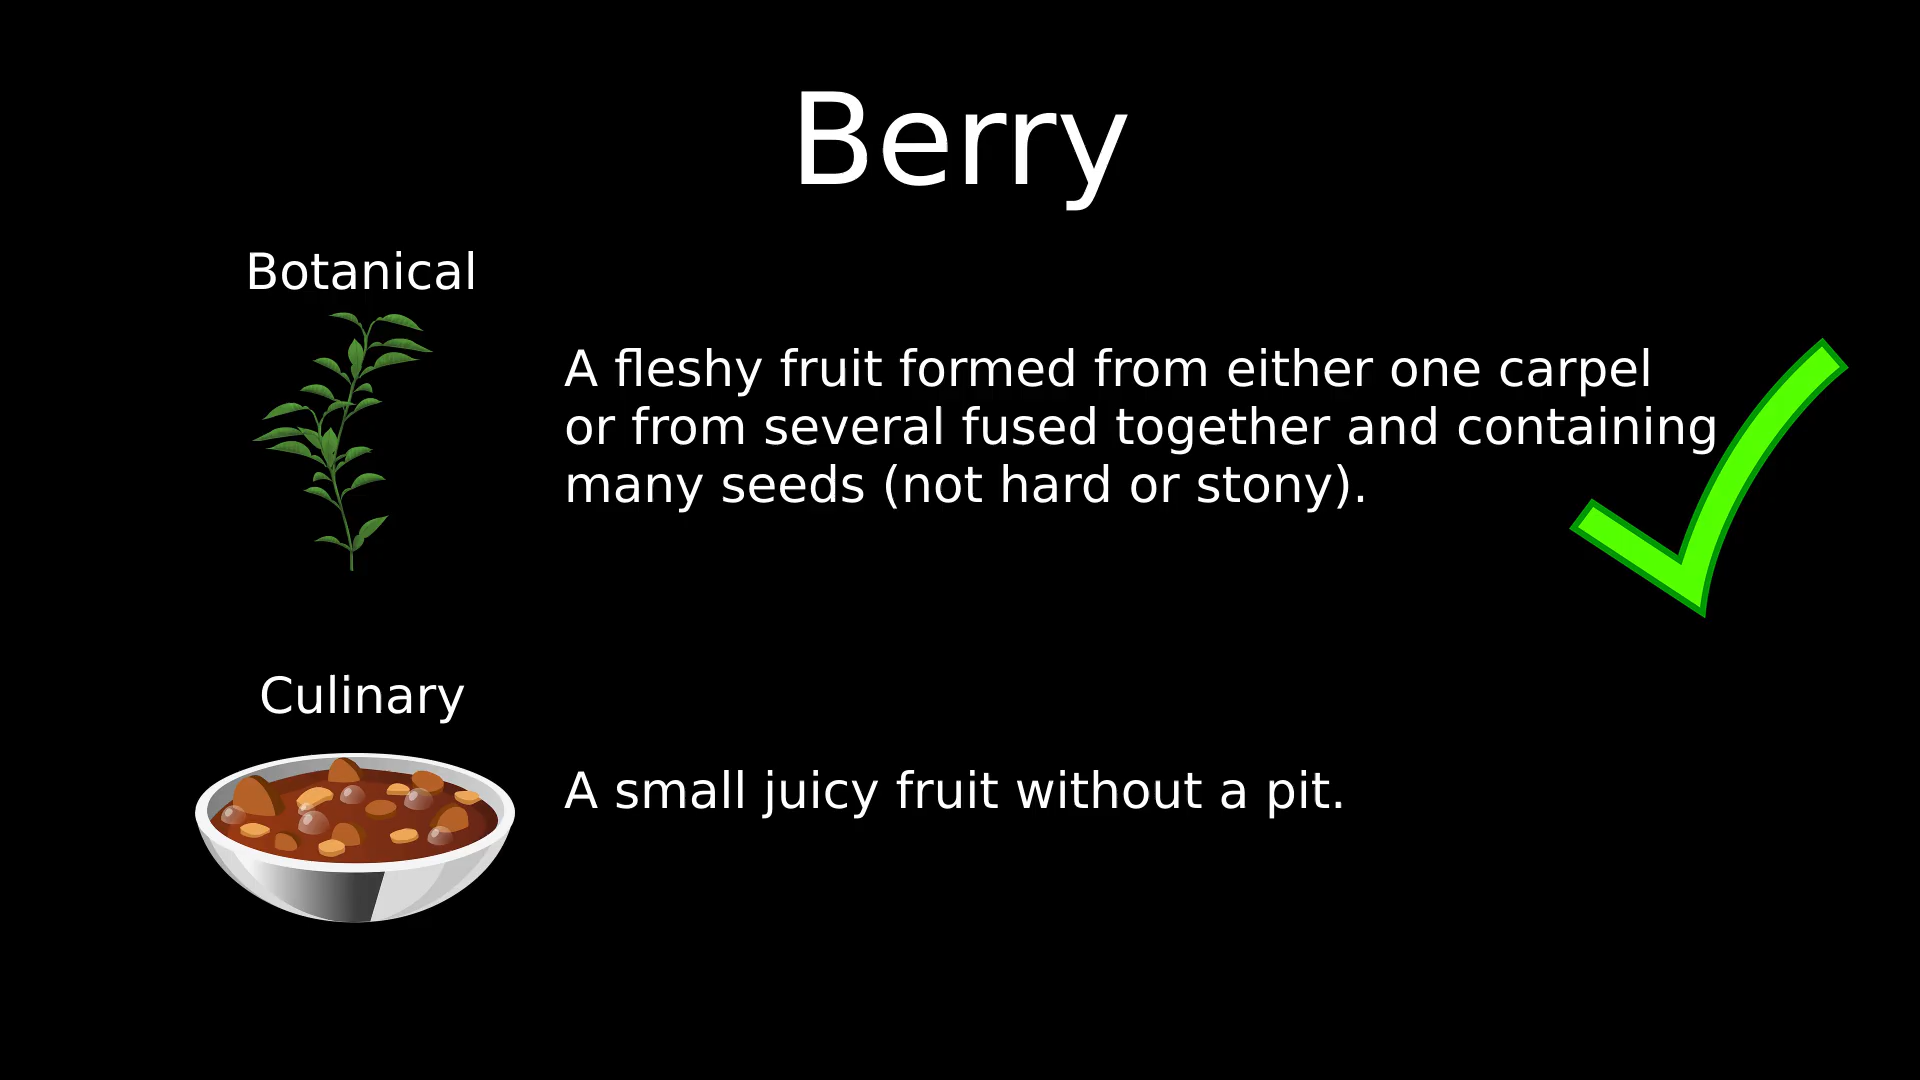 Berry
Botanical
A fleshy fruit formed from either one carpel
or from several fused together and containing
many seeds (not hard or stony).
Culinary
A small juicy fruit without a pit.